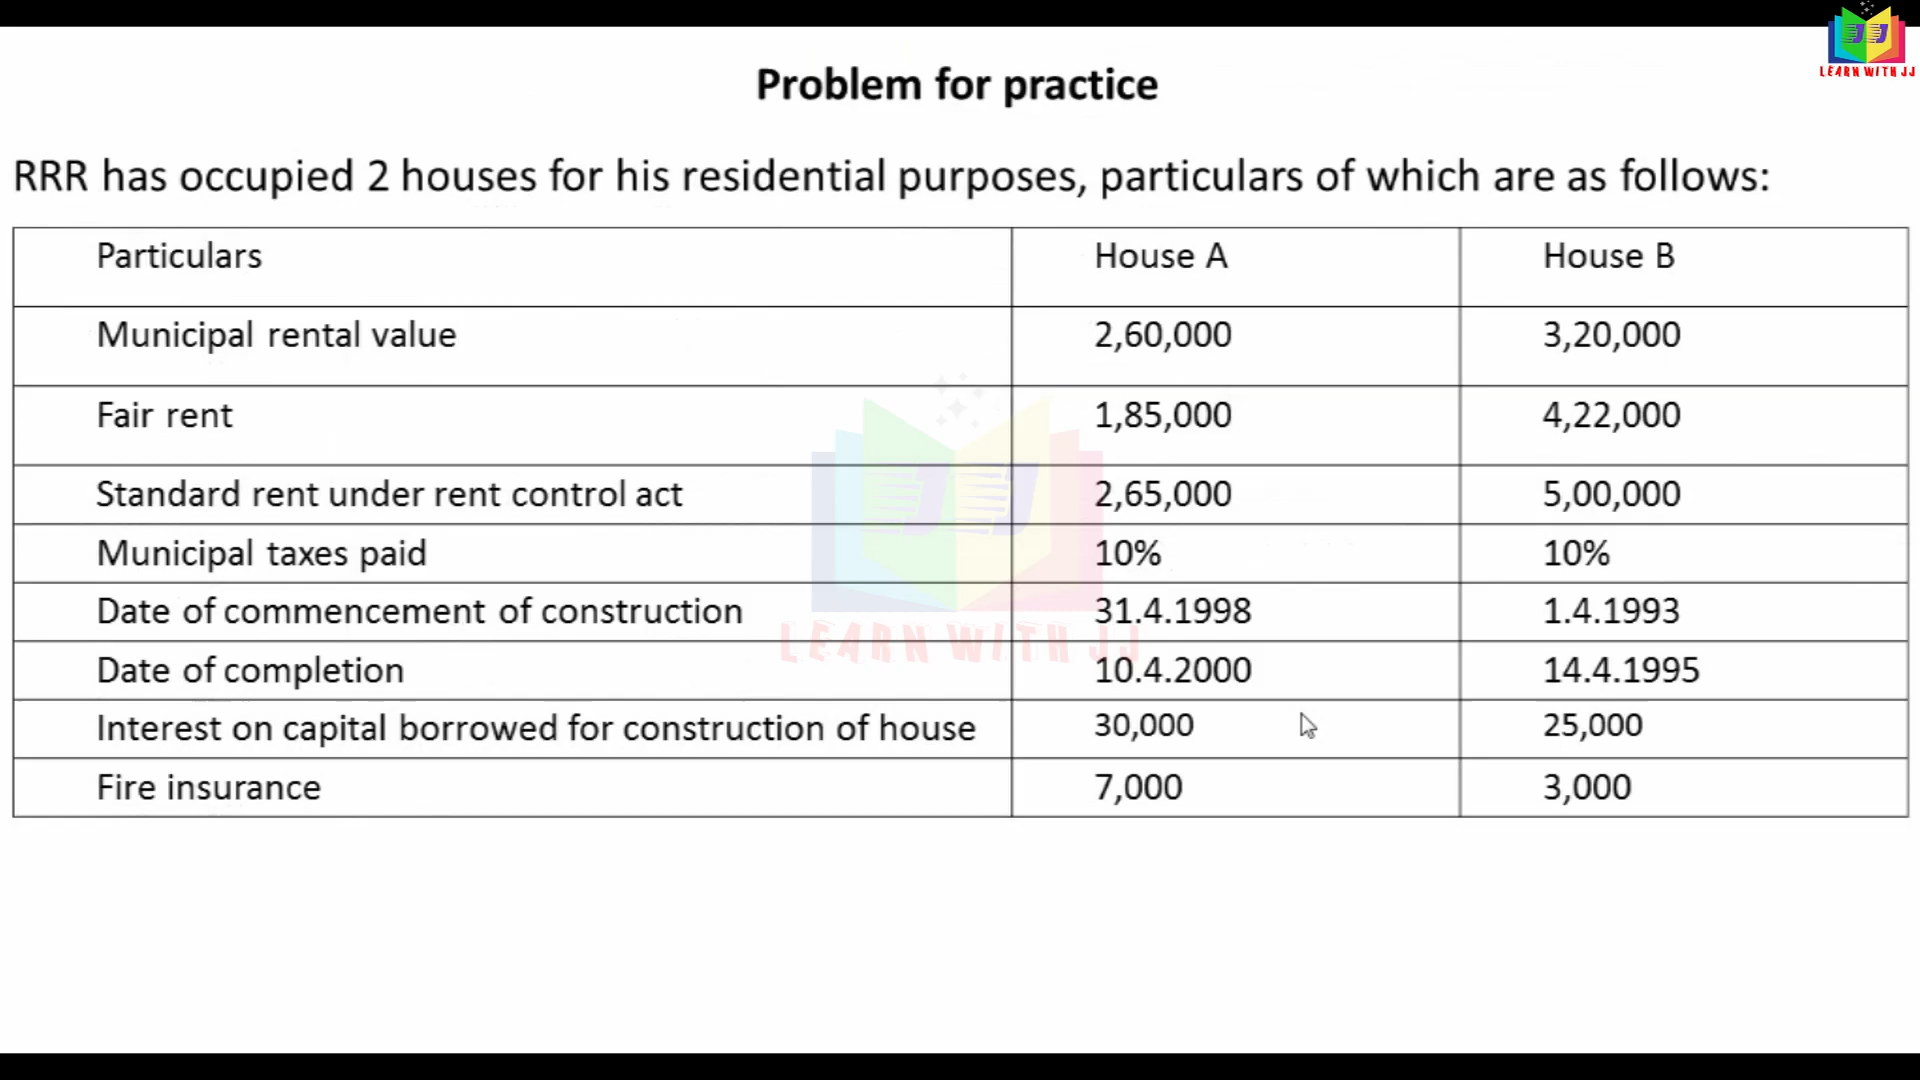 LEARN WITH JJ
Problem for practice
RRR has occupied 2 houses for his residential purposes, particulars of which are as follows:
Particulars House A House B
Municipal rental value 2,60,000 3,20,000
Fair rent 1,85,000 4,22,000
Standard rent under rent control act 2,65,000 5,00,000
Municipal taxes paid 10% 10%
Date of commencement of construction 31.4.1998 1.4.1993
LEARN WITH JJ
Date of completion 10.4.2000 14.4.1995
Interest on capital borrowed for construction of house 30,000 25,000
Fire insurance 7,000 3,000